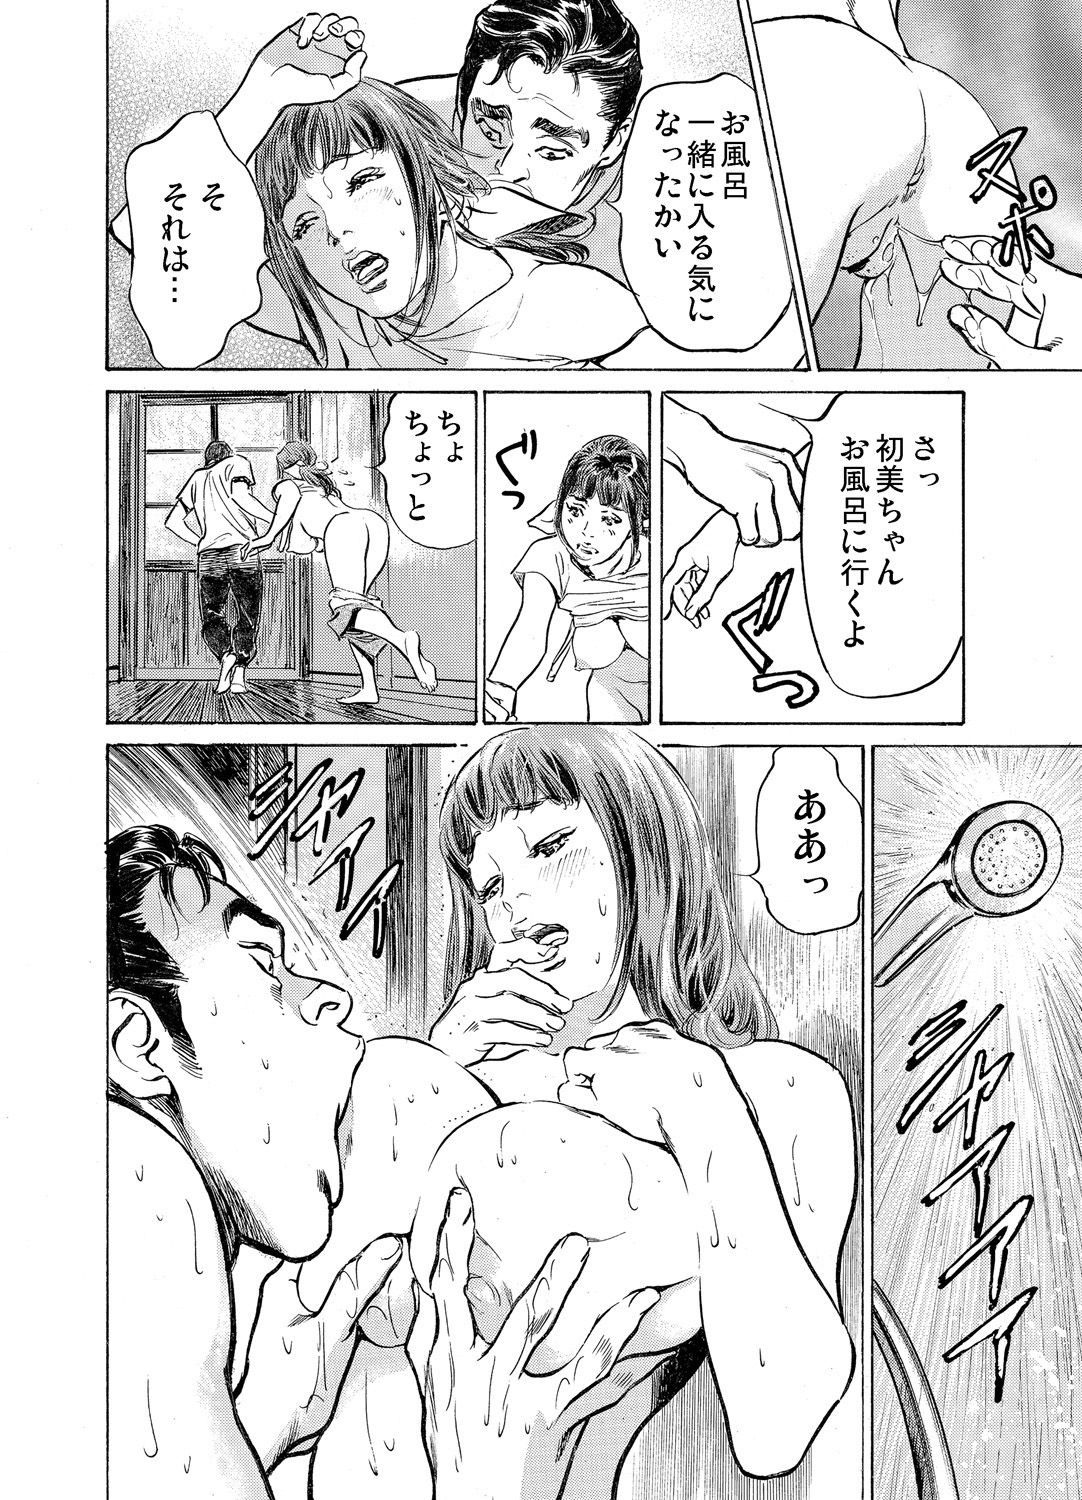 ヌポ
お風呂
一緒に入る気に
なったかい
そ
それは…
さっ
初美ちゃん
お風呂に行くよ
ぐっ
ぐっ
ちょ
ちょっと
シャアアアア
ああっ
シャアアア